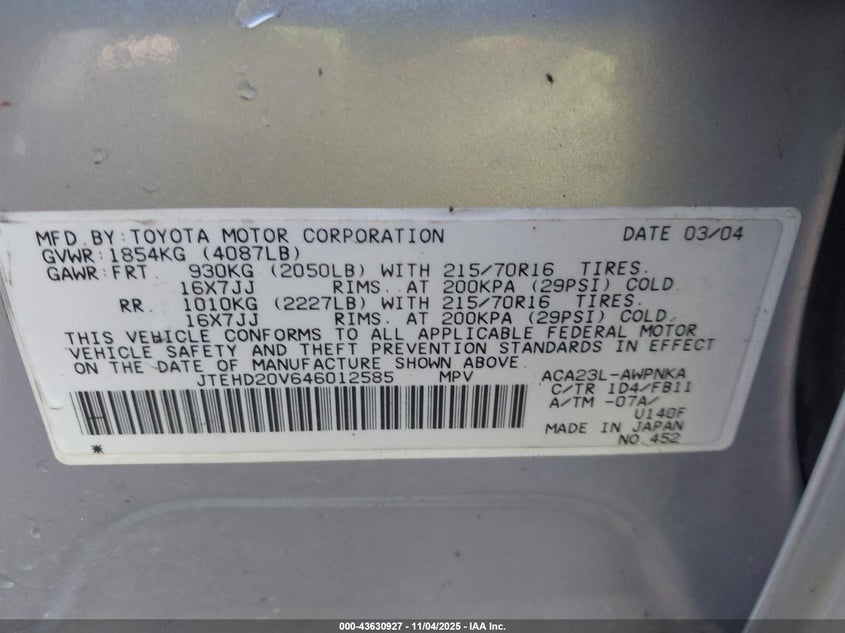 MFD.BY:TOYOTA MOTOR CORPORATION DATE 03/04
GVWR:1854KG (4087LB)
GAWR:FRT. 930KG (2050LB) WITH 215/70R16 TIRES.
16X7JJ RIMS. AT 200KPA (29PSI) COLD.
RR. 1010KG (2227LB) WITH 215/70R16 TIRES.
16X7JJ RIMS. AT 200KPA (29PSI) COLD.
THIS VEHICLE CONFORMS TO ALL APPLICABLE FEDERAL MOTOR
VEHICLE SAFETY AND THEFT PREVENTION STANDARDS IN EFFECT
ON THE DATE OF MANUFACTURE SHOWN ABOVE.
JTEHD20V646012585 MPV ACA23L-AWPNKA
C/TR 1D4/FB11
A/TM -07A/
U140F
MADE IN JAPAN
NO.452
*
000-43630927 - 11/04/2025 - IAA Inc.